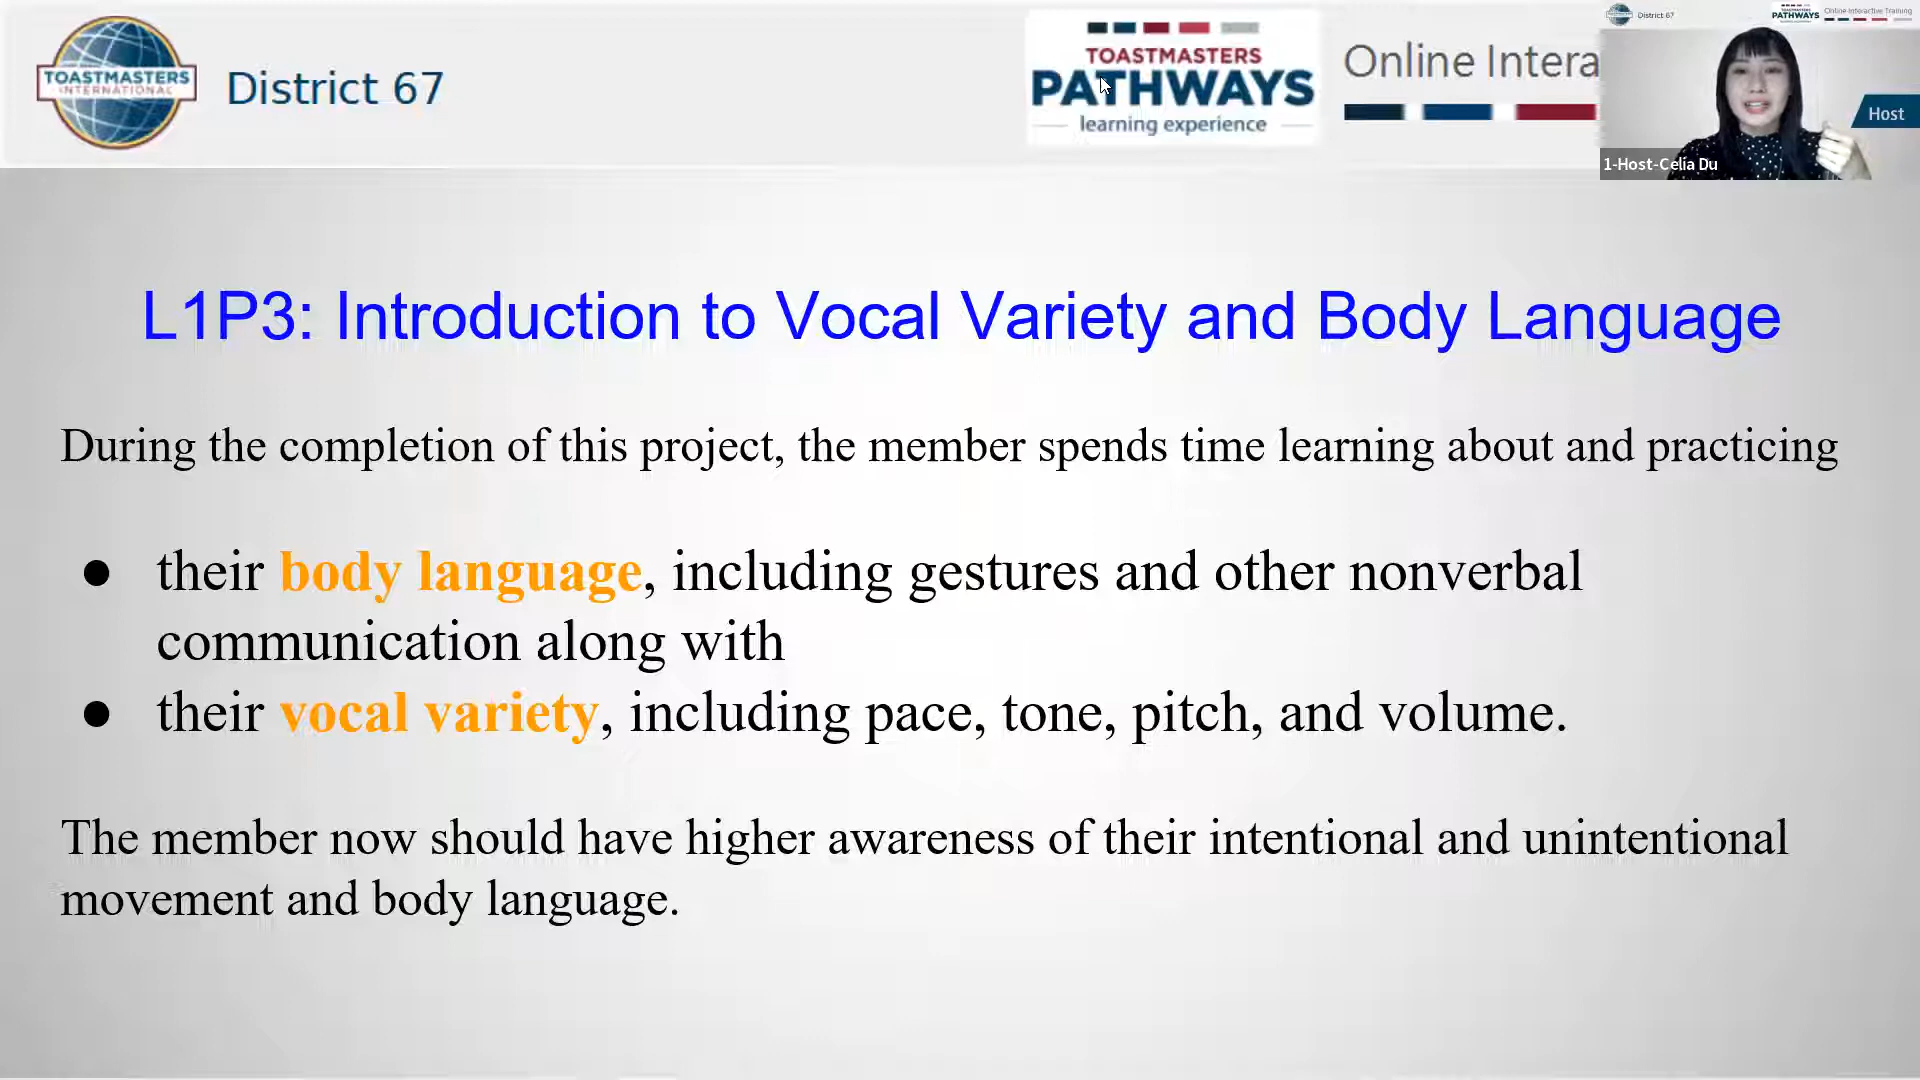 TOASTMASTERS
INTERNATIONAL
District 67
TOASTMASTERS
PATHWAYS
learning experience
Online Intera
District 67
TOASTMASTERS
PATHWAYS
Online Interactive Training
Host
1-Host-Celia Du
L1P3: Introduction to Vocal Variety and Body Language
During the completion of this project, the member spends time learning about and practicing
● their body language, including gestures and other nonverbal
communication along with
● their vocal variety, including pace, tone, pitch, and volume.
The member now should have higher awareness of their intentional and unintentional
movement and body language.